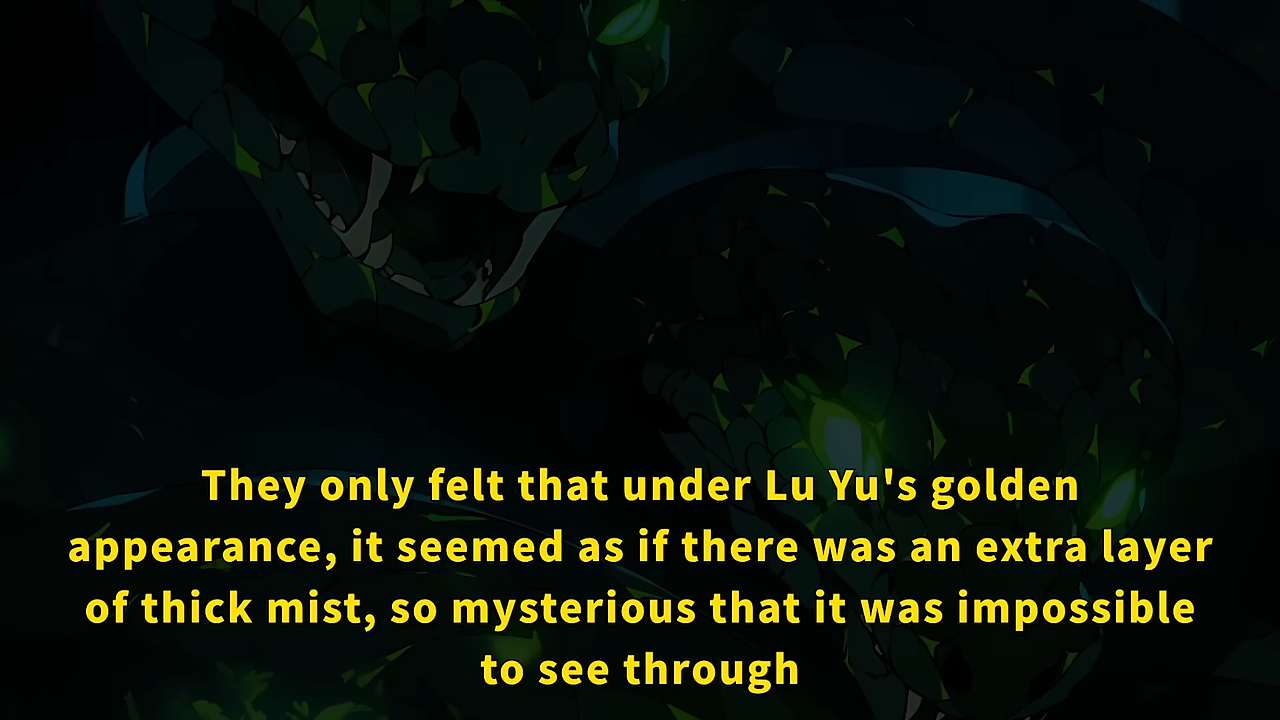 They only felt that under Lu Yu's golden
appearance, it seemed as if there was an extra layer
of thick mist, so mysterious that it was impossible
to see through